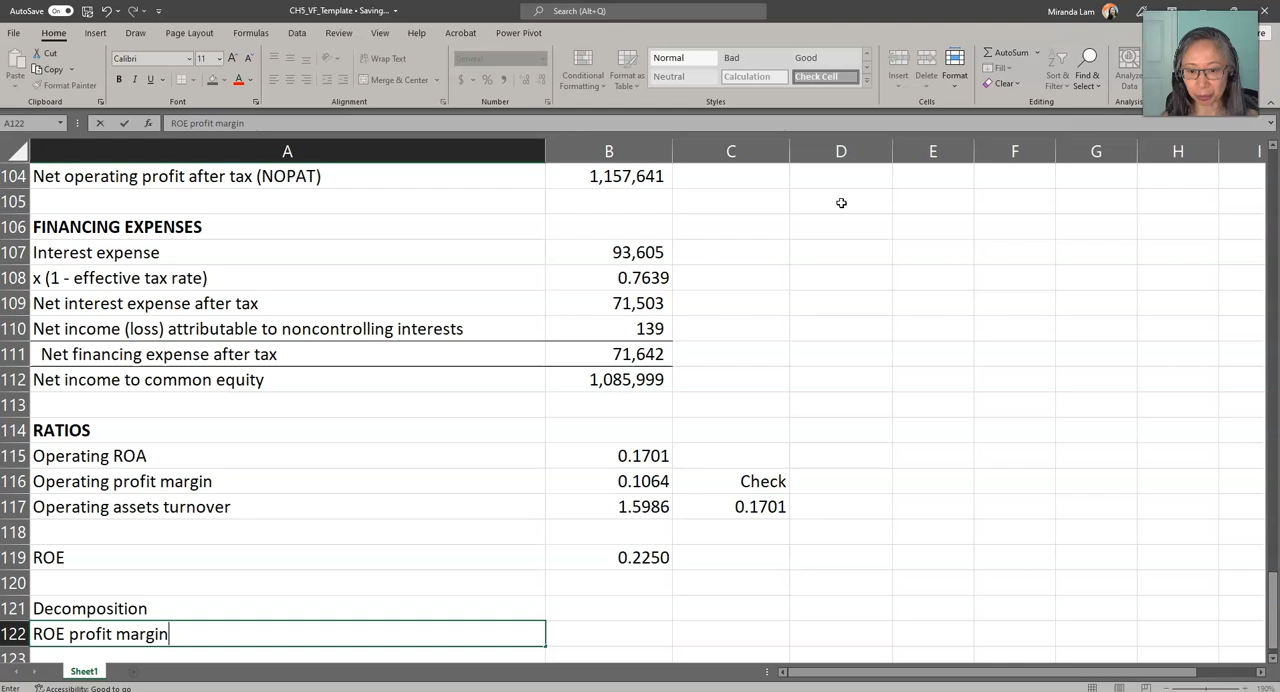 AutoSave On CH5_VF_Template • Saving... Search (Alt+Q) Miranda Lam
File Home Insert Draw Page Layout Formulas Data Review View Help Acrobat Power Pivot
Paste Cut Copy Format Painter Clipboard
Calibri 11 B I U A Font
Wrap Text Merge & Center Alignment
General $ % Number
Conditional Formatting Format as Table
Normal Bad Good
Neutral Calculation Check Cell
Styles
Insert Delete Format Cells
AutoSum Fill Clear Sort & Filter Find & Select Editing
Analyze Data Analysis
A122 fx ROE profit margin
A B C D E F G H I
104 Net operating profit after tax (NOPAT) 1,157,641
105
106 FINANCING EXPENSES
107 Interest expense 93,605
108 x (1 - effective tax rate) 0.7639
109 Net interest expense after tax 71,503
110 Net income (loss) attributable to noncontrolling interests 139
111 Net financing expense after tax 71,642
112 Net income to common equity 1,085,999
113
114 RATIOS
115 Operating ROA 0.1701
116 Operating profit margin 0.1064 Check
117 Operating assets turnover 1.5986 0.1701
118
119 ROE 0.2250
120
121 Decomposition
122 ROE profit margin
123
Sheet1
Enter Accessibility: Good to go 190%